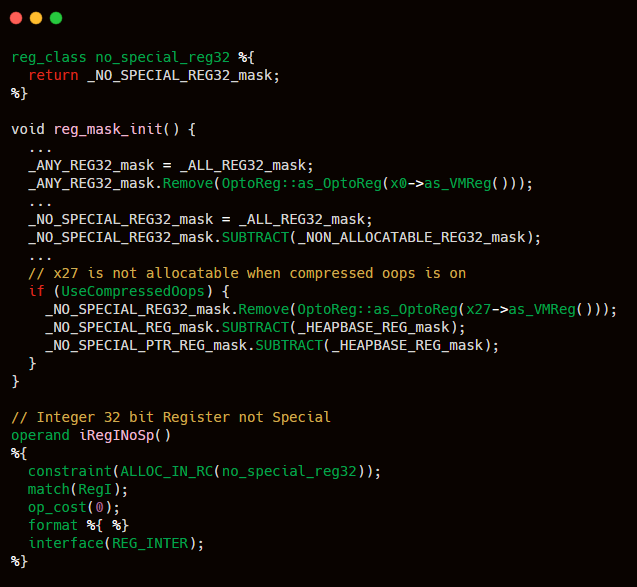 reg_class no_special_reg32 %{
  return _NO_SPECIAL_REG32_mask;
%}

void reg_mask_init() {
  ...
  _ANY_REG32_mask = _ALL_REG32_mask;
  _ANY_REG32_mask.Remove(OptoReg::as_OptoReg(x0->as_VMReg()));
  ...
  _NO_SPECIAL_REG32_mask = _ALL_REG32_mask;
  _NO_SPECIAL_REG32_mask.SUBTRACT(_NON_ALLOCATABLE_REG32_mask);
  ...
  // x27 is not allocatable when compressed oops is on
  if (UseCompressedOops) {
    _NO_SPECIAL_REG32_mask.Remove(OptoReg::as_OptoReg(x27->as_VMReg()));
    _NO_SPECIAL_REG_mask.SUBTRACT(_HEAPBASE_REG_mask);
    _NO_SPECIAL_PTR_REG_mask.SUBTRACT(_HEAPBASE_REG_mask);
  }
}

// Integer 32 bit Register not Special
operand iRegINoSp()
%{
  constraint(ALLOC_IN_RC(no_special_reg32));
  match(RegI);
  op_cost(0);
  format %{ %}
  interface(REG_INTER);
%}